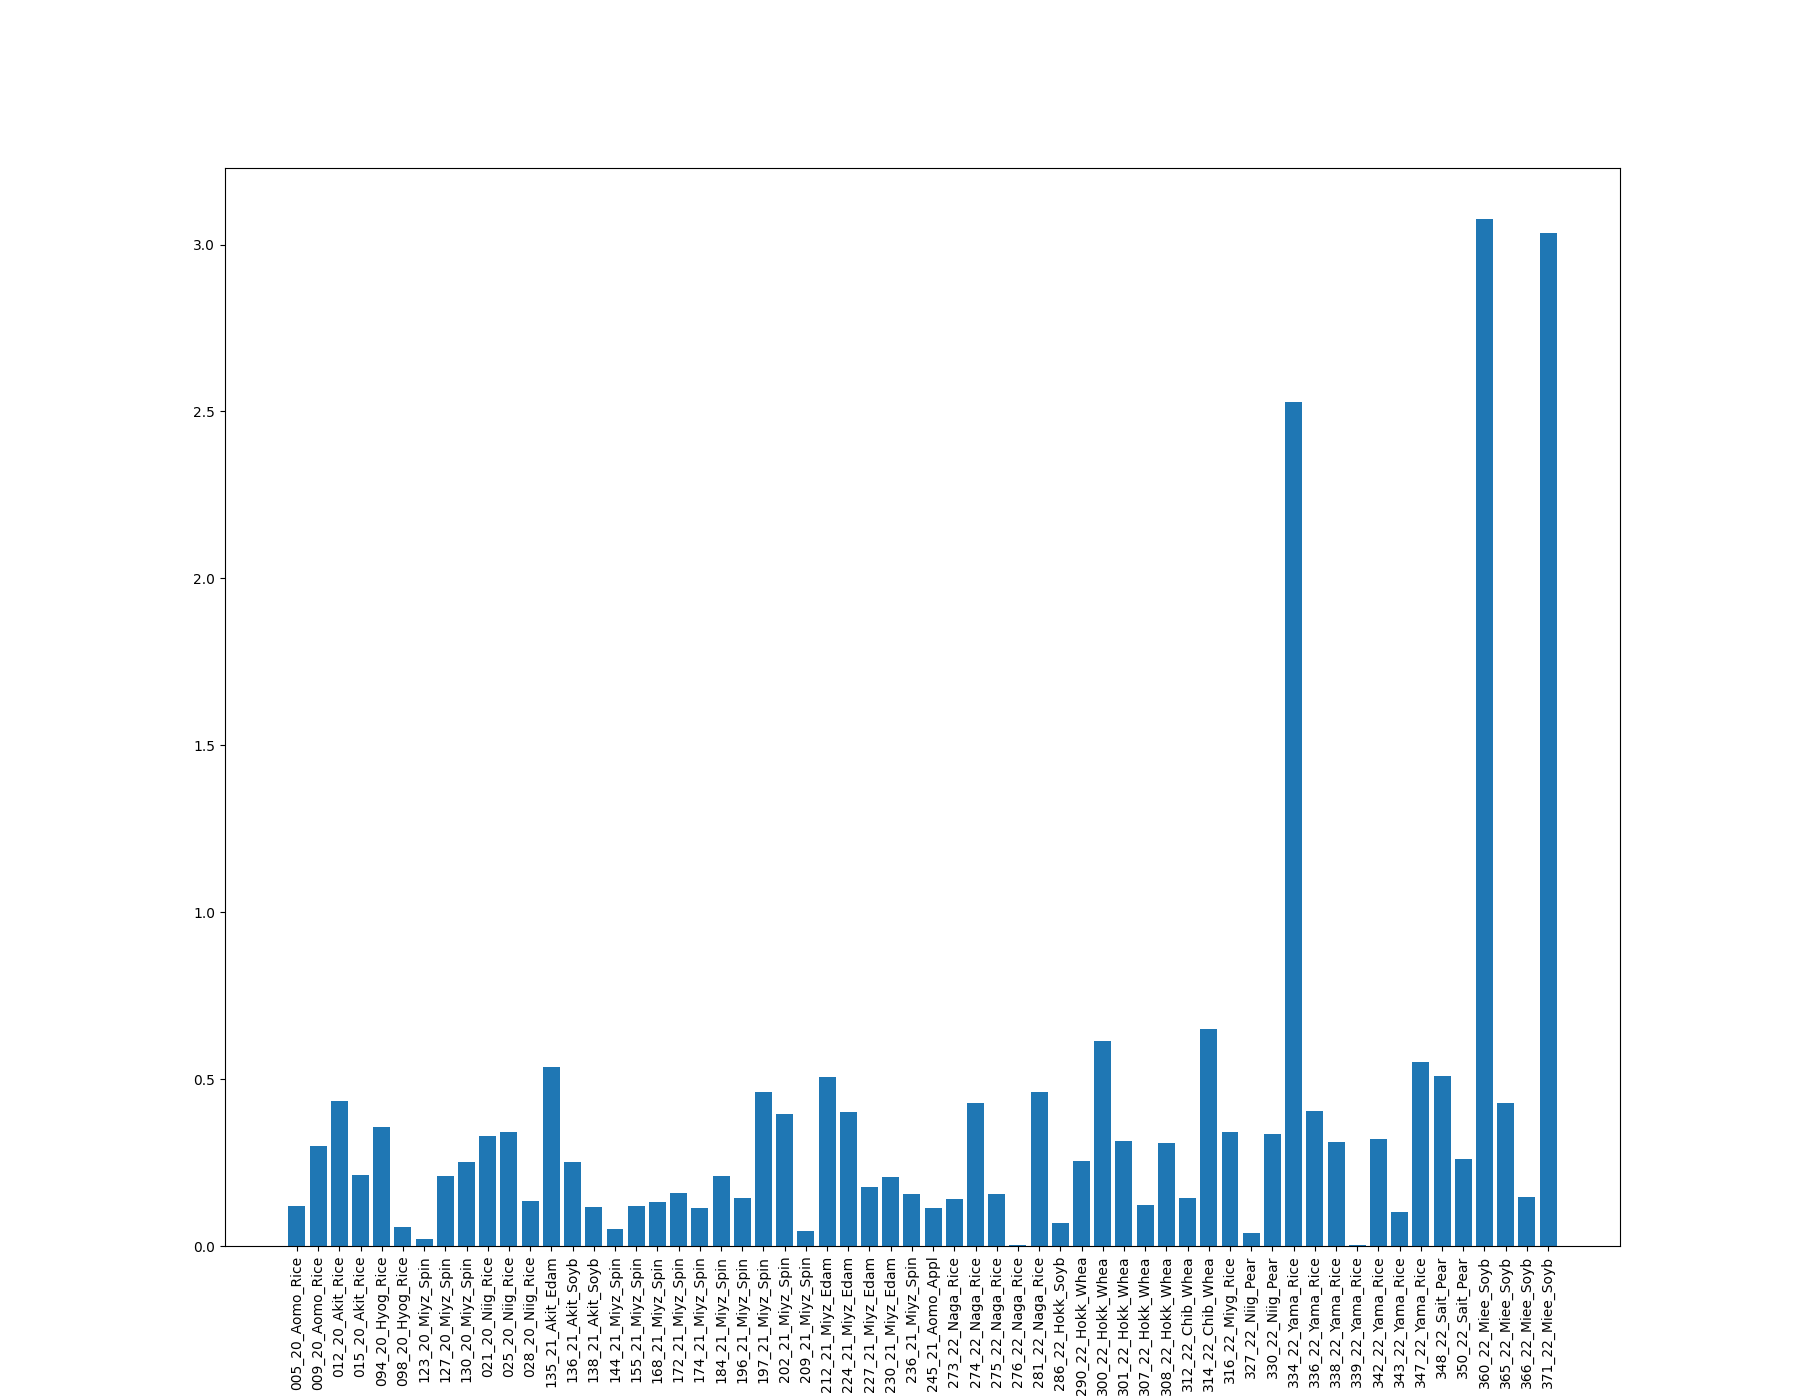 3.0
2.5
2.0
1.5
1.0
0.5
0.0
005_20_Aomo_Rice
009_20_Aomo_Rice
012_20_Akit_Rice
015_20_Akit_Rice
094_20_Hyog_Rice
098_20_Hyog_Rice
123_20_Miyz_Spin
127_20_Miyz_Spin
130_20_Miyz_Spin
021_20_Niig_Rice
025_20_Niig_Rice
028_20_Niig_Rice
135_21_Akit_Edam
136_21_Akit_Soyb
138_21_Akit_Soyb
144_21_Miyz_Spin
155_21_Miyz_Spin
168_21_Miyz_Spin
172_21_Miyz_Spin
174_21_Miyz_Spin
184_21_Miyz_Spin
196_21_Miyz_Spin
197_21_Miyz_Spin
202_21_Miyz_Spin
209_21_Miyz_Spin
212_21_Miyz_Edam
224_21_Miyz_Edam
227_21_Miyz_Edam
230_21_Miyz_Edam
236_21_Miyz_Spin
245_21_Aomo_Appl
273_22_Naga_Rice
274_22_Naga_Rice
275_22_Naga_Rice
276_22_Naga_Rice
281_22_Naga_Rice
286_22_Hokk_Soyb
290_22_Hokk_Whea
300_22_Hokk_Whea
301_22_Hokk_Whea
307_22_Hokk_Whea
308_22_Hokk_Whea
312_22_Chib_Whea
314_22_Chib_Whea
316_22_Miyg_Rice
327_22_Niig_Pear
330_22_Niig_Pear
334_22_Yama_Rice
336_22_Yama_Rice
338_22_Yama_Rice
339_22_Yama_Rice
342_22_Yama_Rice
343_22_Yama_Rice
347_22_Yama_Rice
348_22_Sait_Pear
350_22_Sait_Pear
360_22_Miee_Soyb
365_22_Miee_Soyb
366_22_Miee_Soyb
371_22_Miee_Soyb